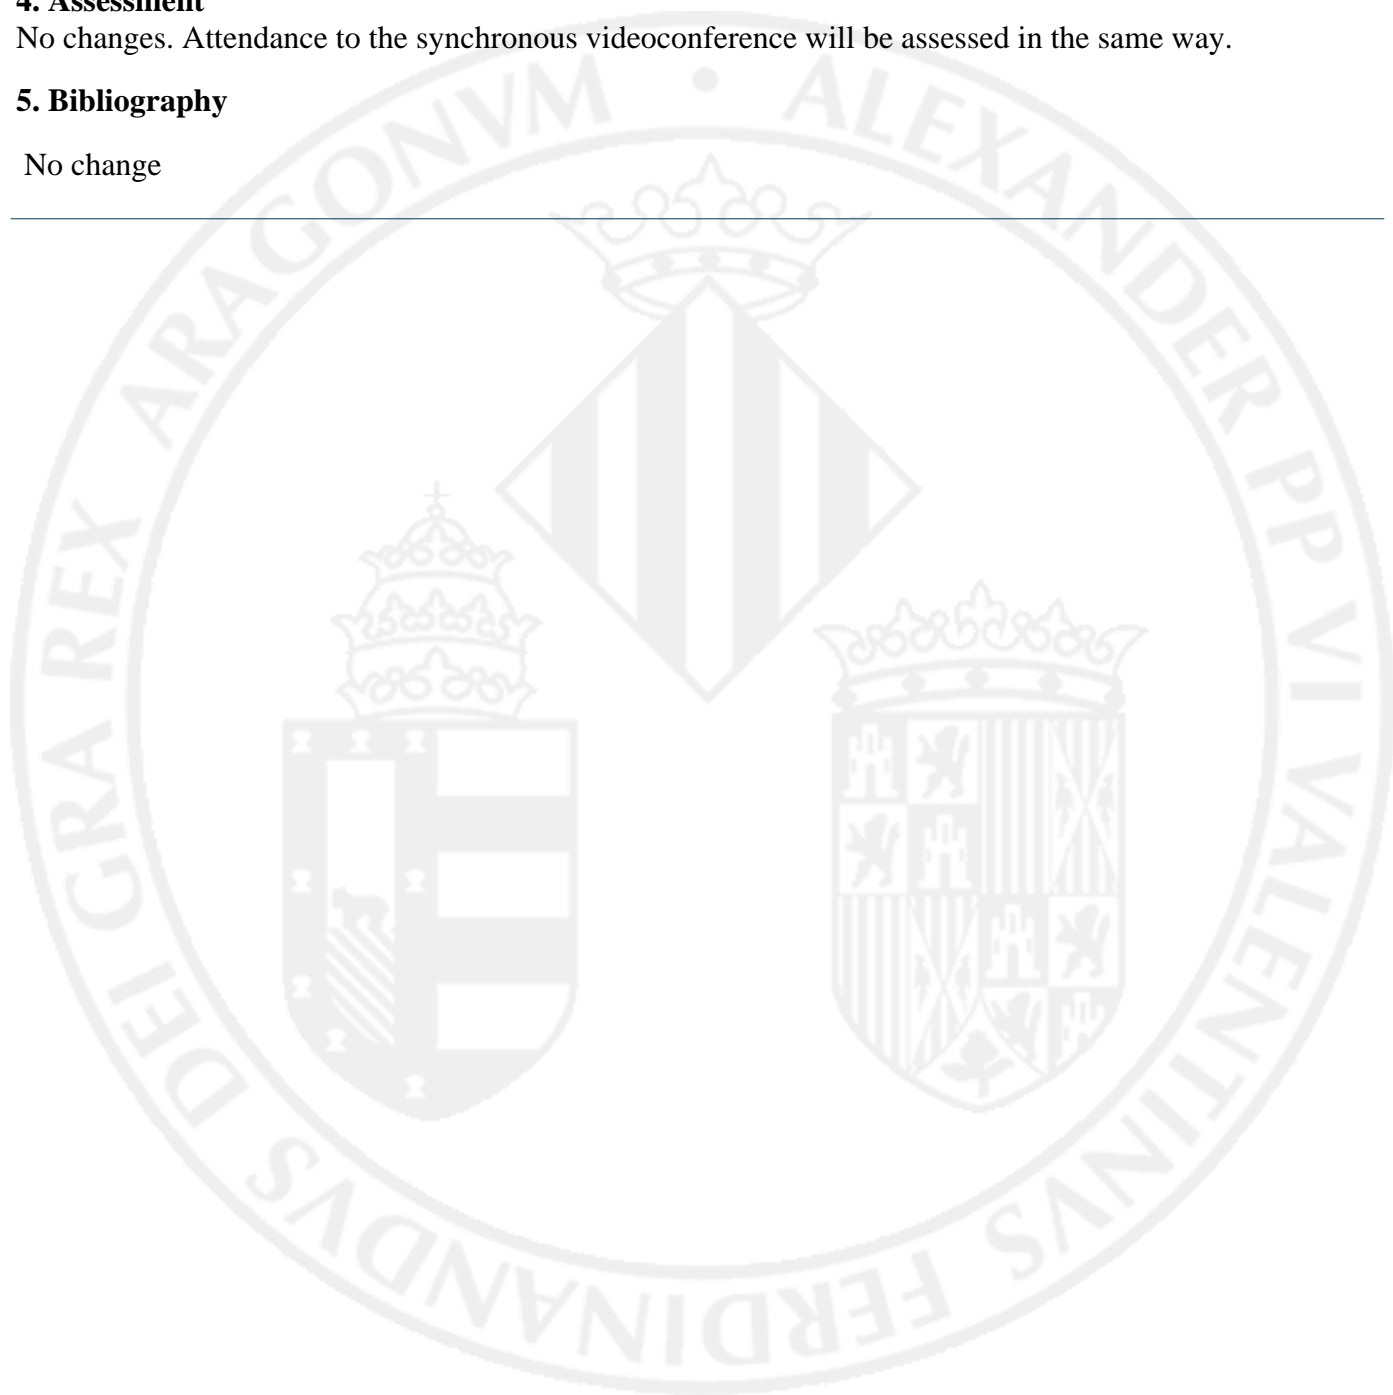 4. Assessment
No changes. Attendance to the synchronous videoconference will be assessed in the same way.
5. Bibliography
No change
ALEXANDER PP VI VALENTINVS FERDINANDVS DEI GRA REX ARAGONVM